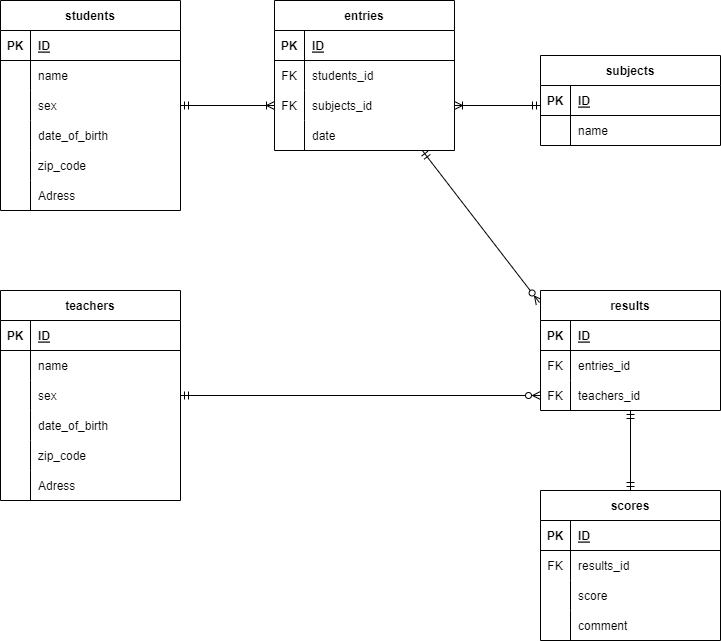 students
PK ID
name
sex
date_of_birth
zip_code
Adress
entries
PK ID
FK students_id
FK subjects_id
date
subjects
PK ID
name
teachers
PK ID
name
sex
date_of_birth
zip_code
Adress
results
PK ID
FK entries_id
FK teachers_id
scores
PK ID
FK results_id
score
comment